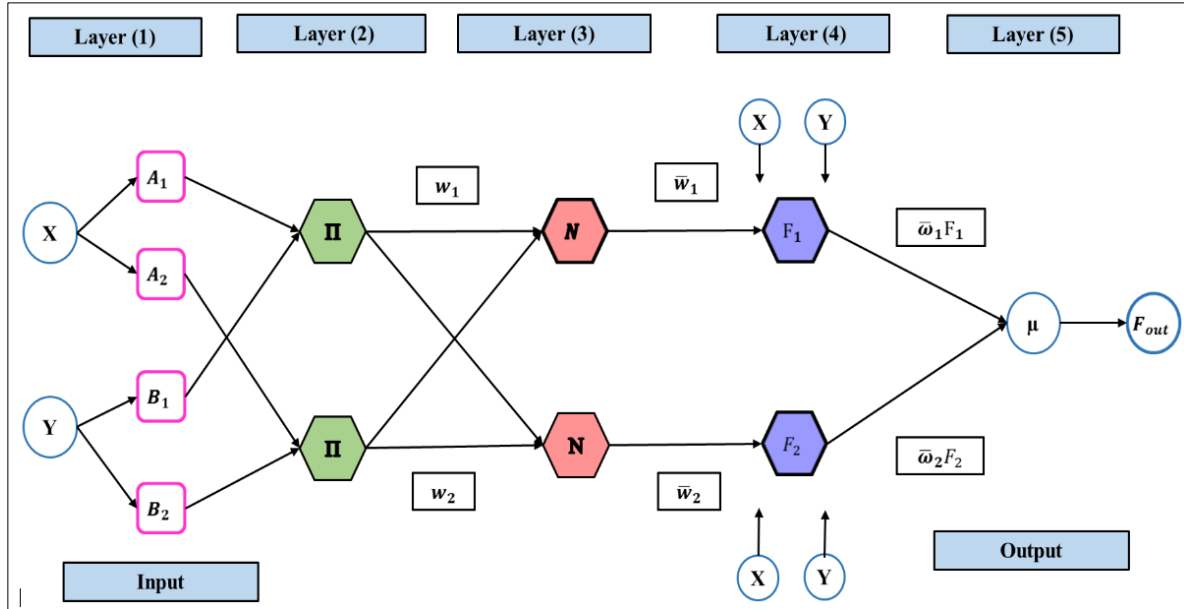 Layer (1)
Layer (2)
Layer (3)
Layer (4)
Layer (5)
X
Y
A₁
w₁
w̅₁
X
Π
N
F₁
ω̅₁F₁
A₂
μ
F_out
B₁
Y
Π
N
F₂
ω̅₂F₂
B₂
w₂
w̅₂
Output
X
Y
Input